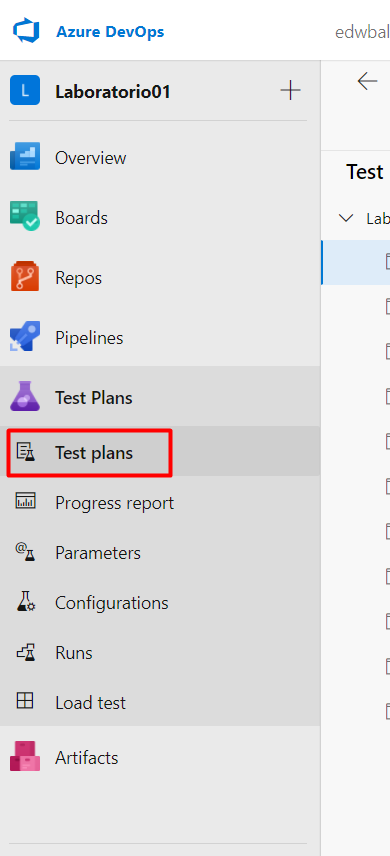 Azure DevOps
edwbal
L
Laboratorio01
Overview
Boards
Repos
Pipelines
Test Plans
Test plans
Progress report
Parameters
Configurations
Runs
Load test
Artifacts
Test
Lab